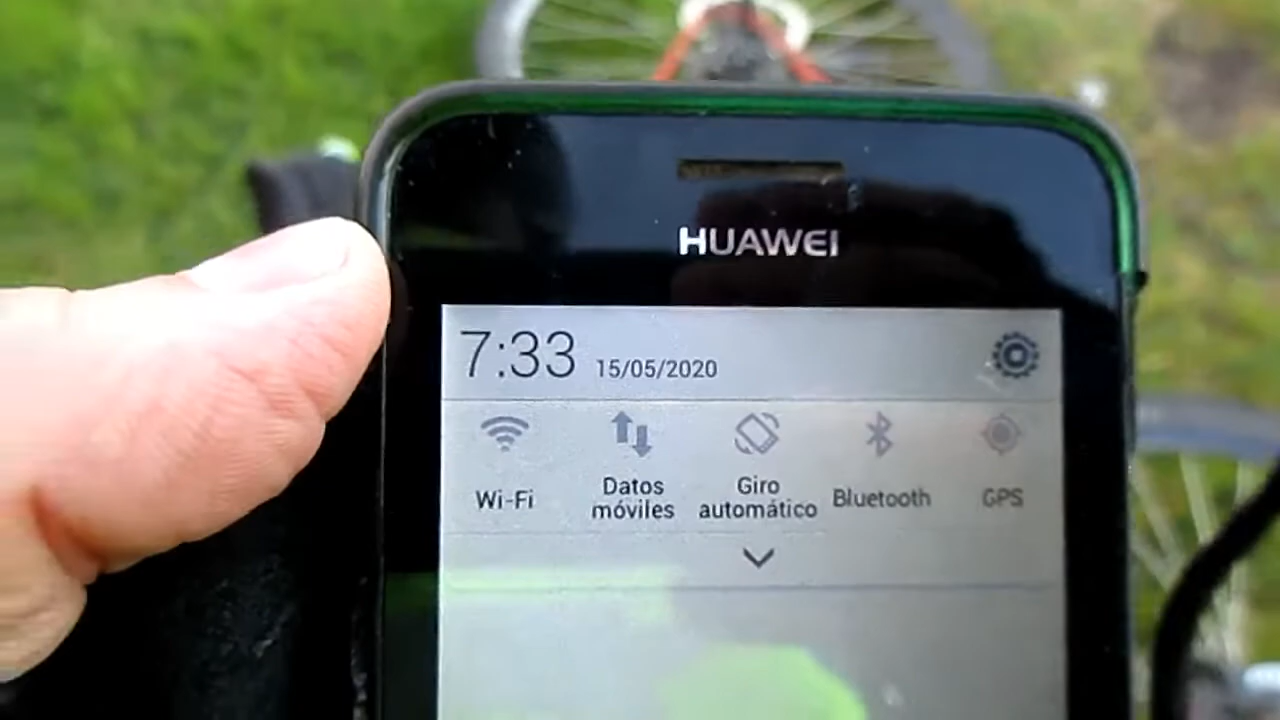 HUAWEI
7:33 15/05/2020
Wi-Fi
Datos
móviles
Giro
automático
Bluetooth
GPS